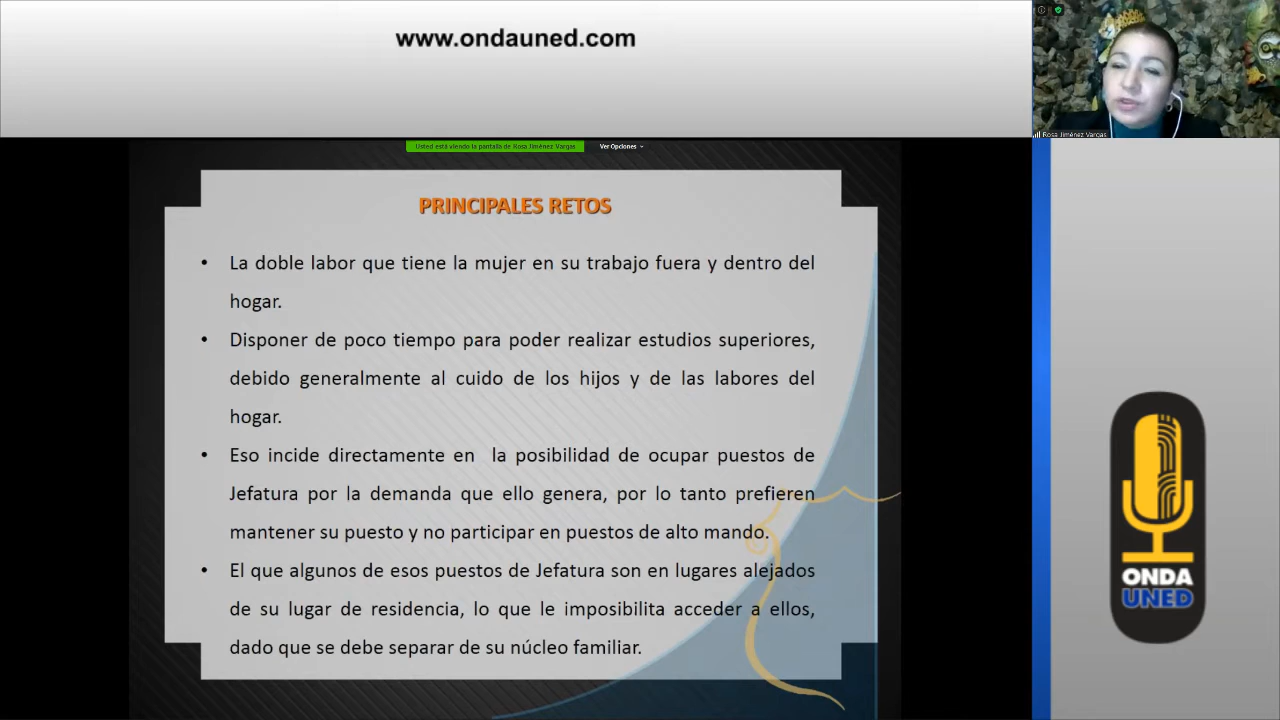 www.ondauned.com
Rosa Jiménez Vargas
Usted está viendo la pantalla de Rosa Jiménez Vargas
Ver Opciones
PRINCIPALES RETOS
• La doble labor que tiene la mujer en su trabajo fuera y dentro del
hogar.
• Disponer de poco tiempo para poder realizar estudios superiores,
debido generalmente al cuido de los hijos y de las labores del
hogar.
• Eso incide directamente en la posibilidad de ocupar puestos de
Jefatura por la demanda que ello genera, por lo tanto prefieren
mantener su puesto y no participar en puestos de alto mando.
• El que algunos de esos puestos de Jefatura son en lugares alejados
de su lugar de residencia, lo que le imposibilita acceder a ellos,
dado que se debe separar de su núcleo familiar.
ONDA
UNED